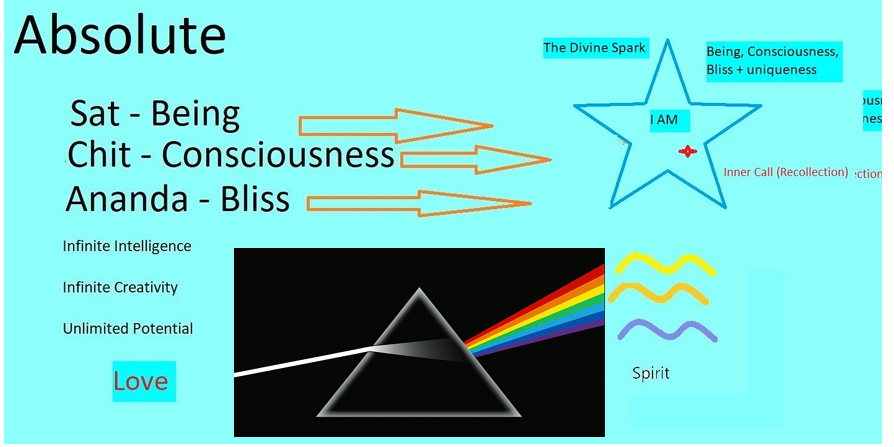 Absolute
Sat - Being
Chit - Consciousness
Ananda - Bliss
Infinite Intelligence
Infinite Creativity
Unlimited Potential
Love
The Divine Spark
Being, Consciousness,
Bliss + uniqueness
I AM
Inner Call (Recollection)
Spirit